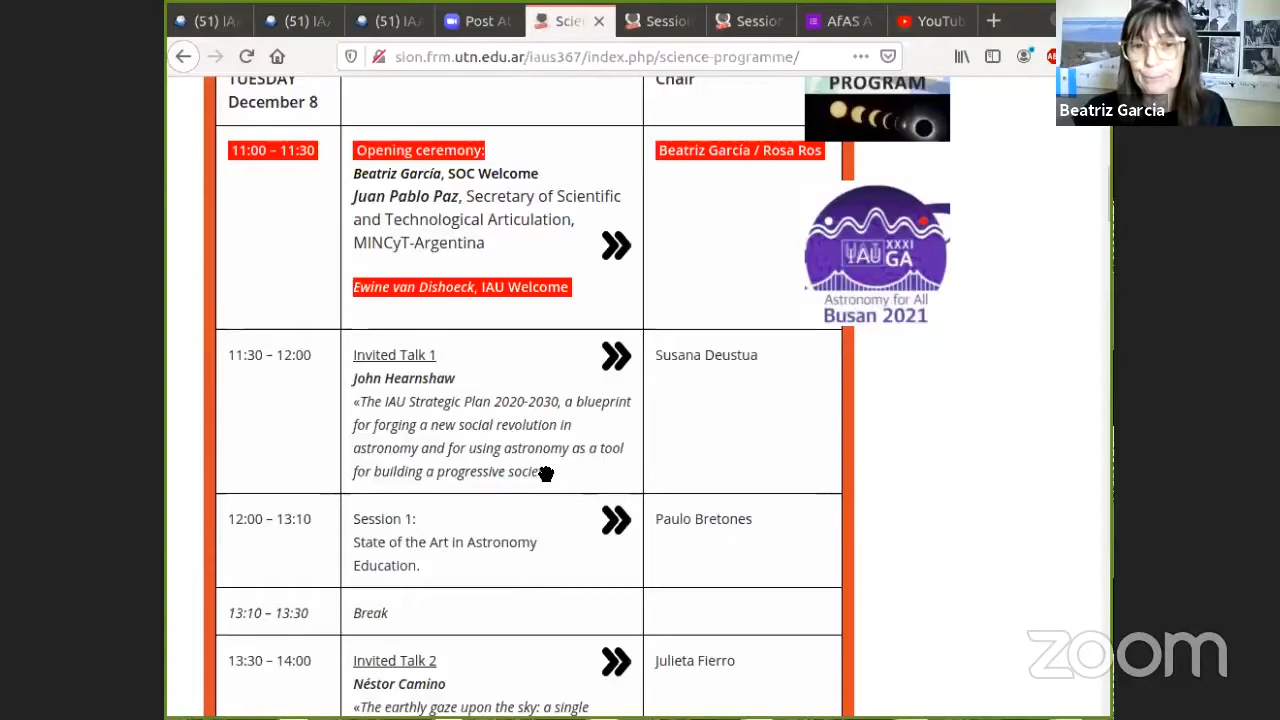 (51) IA
(51) IA
(51) IA
Post A
Scie
Session
Session
AfAS A
YouTub
sion.frm.utn.edu.ar/iaus367/index.php/science-programme/
Beatriz Garcia
TUESDAY
December 8
Chair
PROGRAM
11:00 – 11:30
Opening ceremony:
Beatriz García, SOC Welcome
Juan Pablo Paz, Secretary of Scientific
and Technological Articulation,
MINCyT-Argentina
Ewine van Dishoeck, IAU Welcome
Beatriz García / Rosa Ros
IAU XXXI
GA
Astronomy for All
Busan 2021
11:30 – 12:00
Invited Talk 1
John Hearnshaw
«The IAU Strategic Plan 2020-2030, a blueprint
for forging a new social revolution in
astronomy and for using astronomy as a tool
for building a progressive socie
Susana Deustua
12:00 – 13:10
Session 1:
State of the Art in Astronomy
Education.
Paulo Bretones
13:10 – 13:30
Break
13:30 – 14:00
Invited Talk 2
Néstor Camino
«The earthly gaze upon the sky: a single
Julieta Fierro
zoom